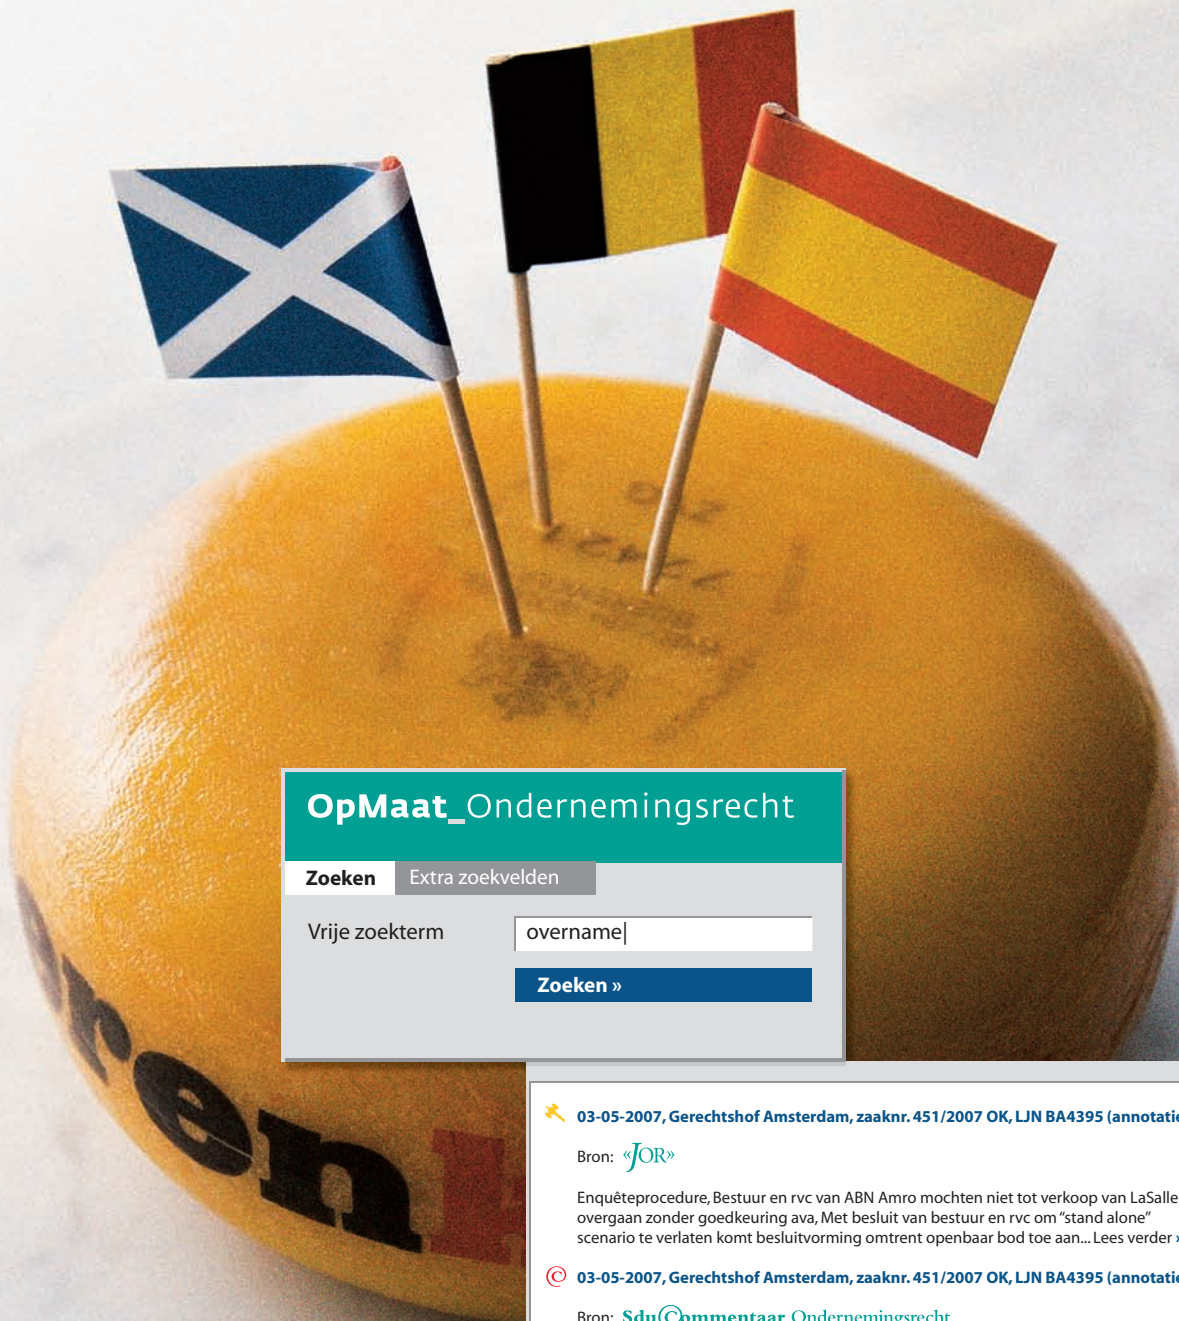 OpMaat_Ondernemingsrecht
Zoeken
Extra zoekvelden
Vrije zoekterm
overname
Zoeken »
ren
03-05-2007, Gerechtshof Amsterdam, zaaknr. 451/2007 OK, LJN BA4395 (annotatie
Bron: «JOR»
Enquêteprocedure, Bestuur en rvc van ABN Amro mochten niet tot verkoop van LaSalle
overgaan zonder goedkeuring ava, Met besluit van bestuur en rvc om “stand alone”
scenario te verlaten komt besluitvorming omtrent openbaar bod toe aan... Lees verder »
© 03-05-2007, Gerechtshof Amsterdam, zaaknr. 451/2007 OK, LJN BA4395 (annotatie
Bron: Sdu Commentaar Ondernemingsrecht